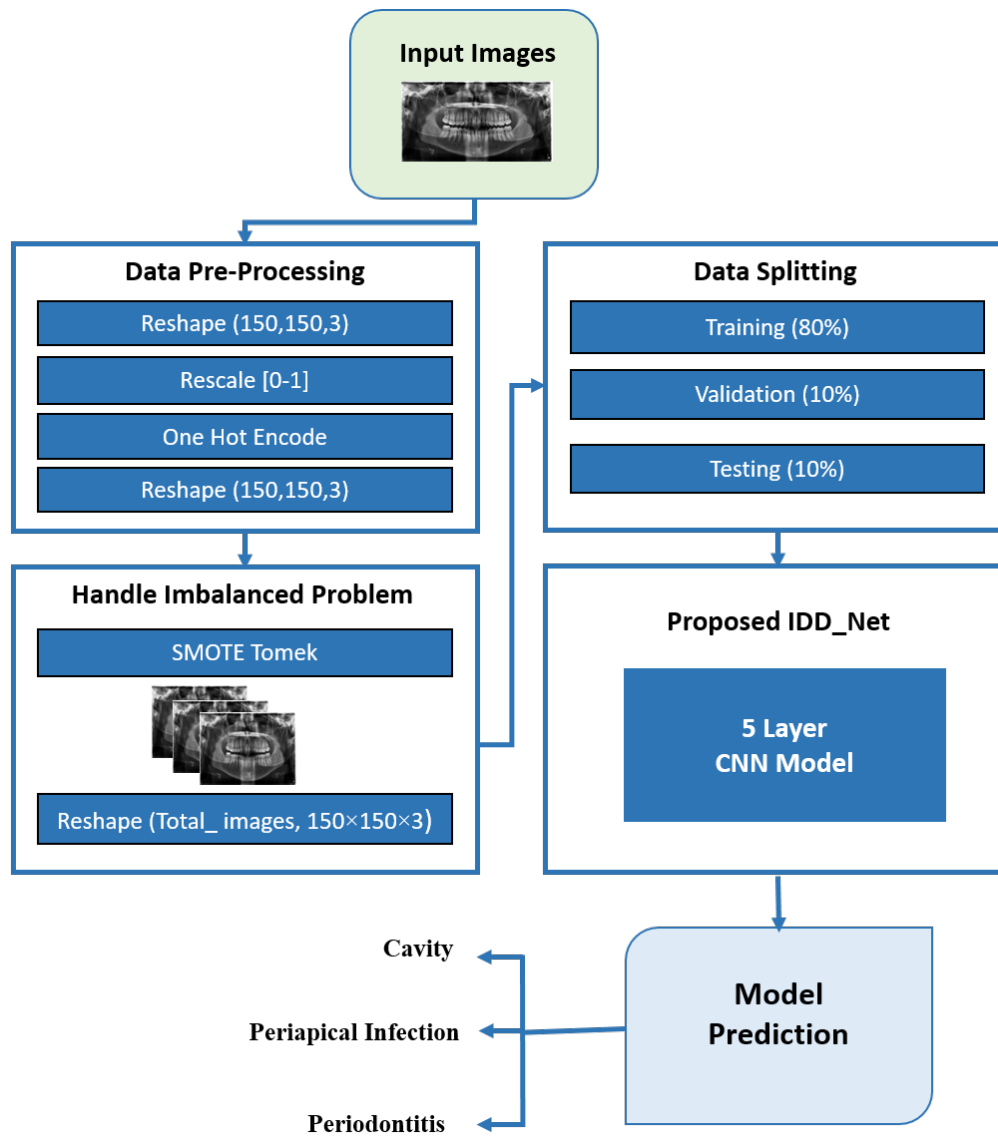 Input Images
Data Pre-Processing
Reshape (150,150,3)
Rescale [0-1]
One Hot Encode
Reshape (150,150,3)
Handle Imbalanced Problem
SMOTE Tomek
Reshape (Total_ images, 150×150×3)
Data Splitting
Training (80%)
Validation (10%)
Testing (10%)
Proposed IDD_Net
5 Layer
CNN Model
Model
Prediction
Cavity
Periapical Infection
Periodontitis